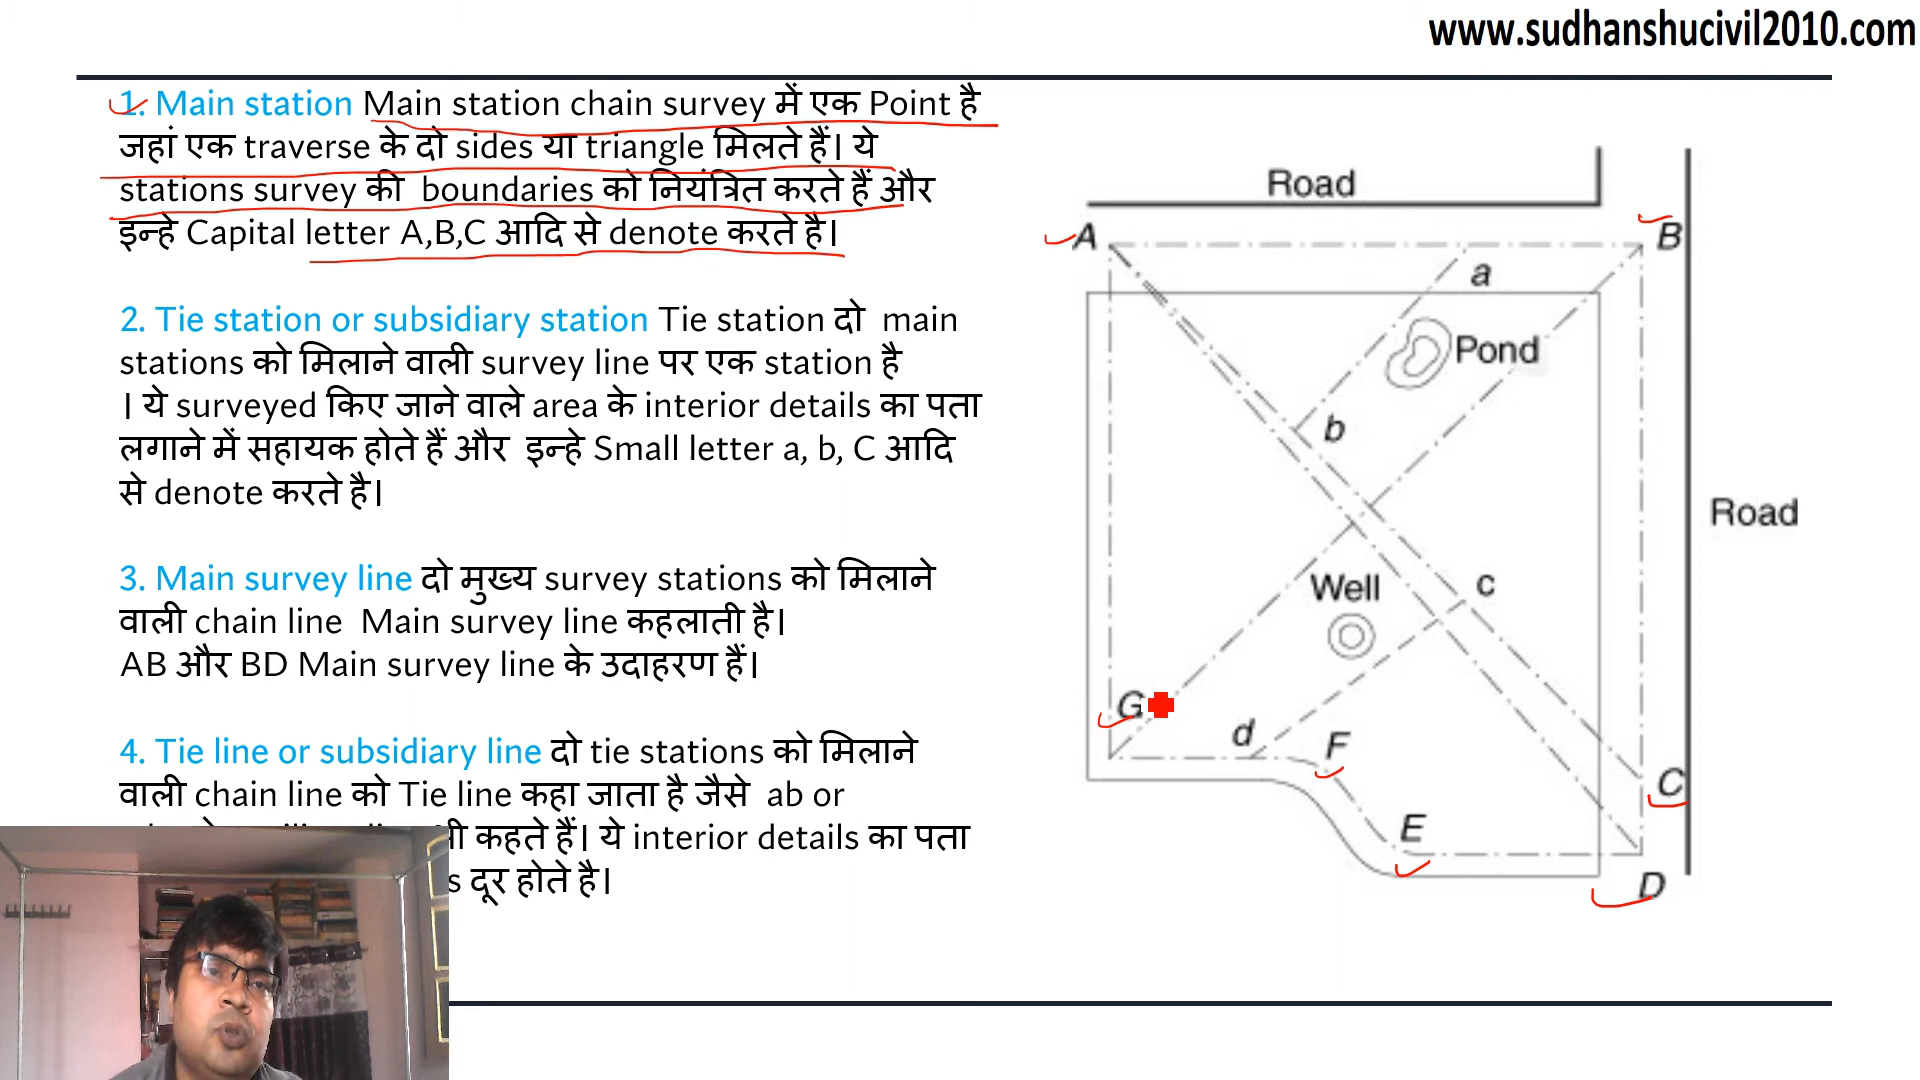 www.sudhanshucivil2010.com
1. Main station Main station chain survey में एक Point है
जहां एक traverse के दो sides या triangle मिलते हैं। ये
stations survey की boundaries को नियंत्रित करते हैं और
इन्हे Capital letter A,B,C आदि से denote करते है।
2. Tie station or subsidiary station Tie station दो main
stations को मिलाने वाली survey line पर एक station है
। ये surveyed किए जाने वाले area के interior details का पता
लगाने में सहायक होते हैं और इन्हे Small letter a, b, C आदि
से denote करते है।
3. Main survey line दो मुख्य survey stations को मिलाने
वाली chain line Main survey line कहलाती है।
AB और BD Main survey line के उदाहरण हैं।
4. Tie line or subsidiary line दो tie stations को मिलाने
वाली chain line को Tie line कहा जाता है जैसे ab or
कहते हैं। ये interior details का पता
दूर होते है।
Road
A
B
a
Pond
b
Road
Well
c
G
d
F
C
E
D